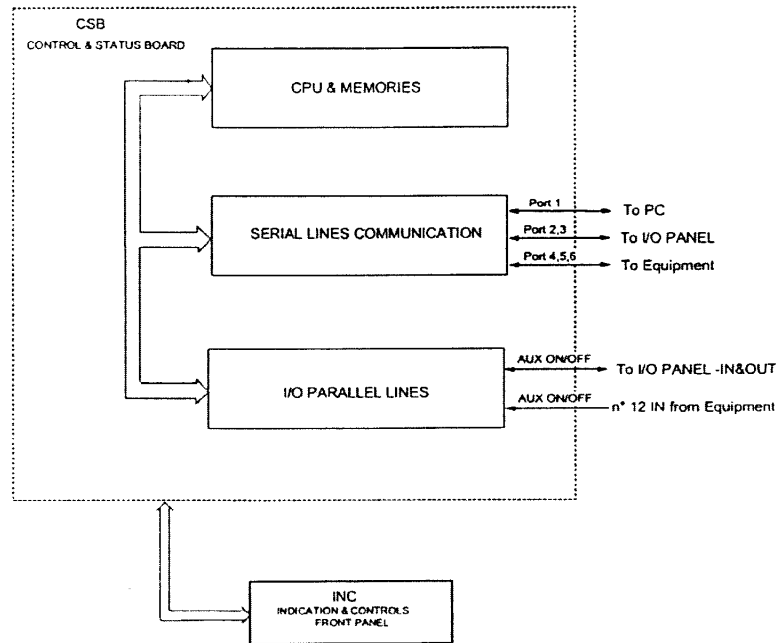 CSB
CONTROL & STATUS BOARD
CPU & MEMORIES
SERIAL LINES COMMUNICATION
Port 1
To PC
Port 2,3
To I/O PANEL
Port 4,5,6
To Equipment
I/O PARALLEL LINES
AUX ON/OFF
To I/O PANEL -IN&OUT
AUX ON/OFF
n° 12 IN from Equipment
INC
INDICATION & CONTROLS
FRONT PANEL